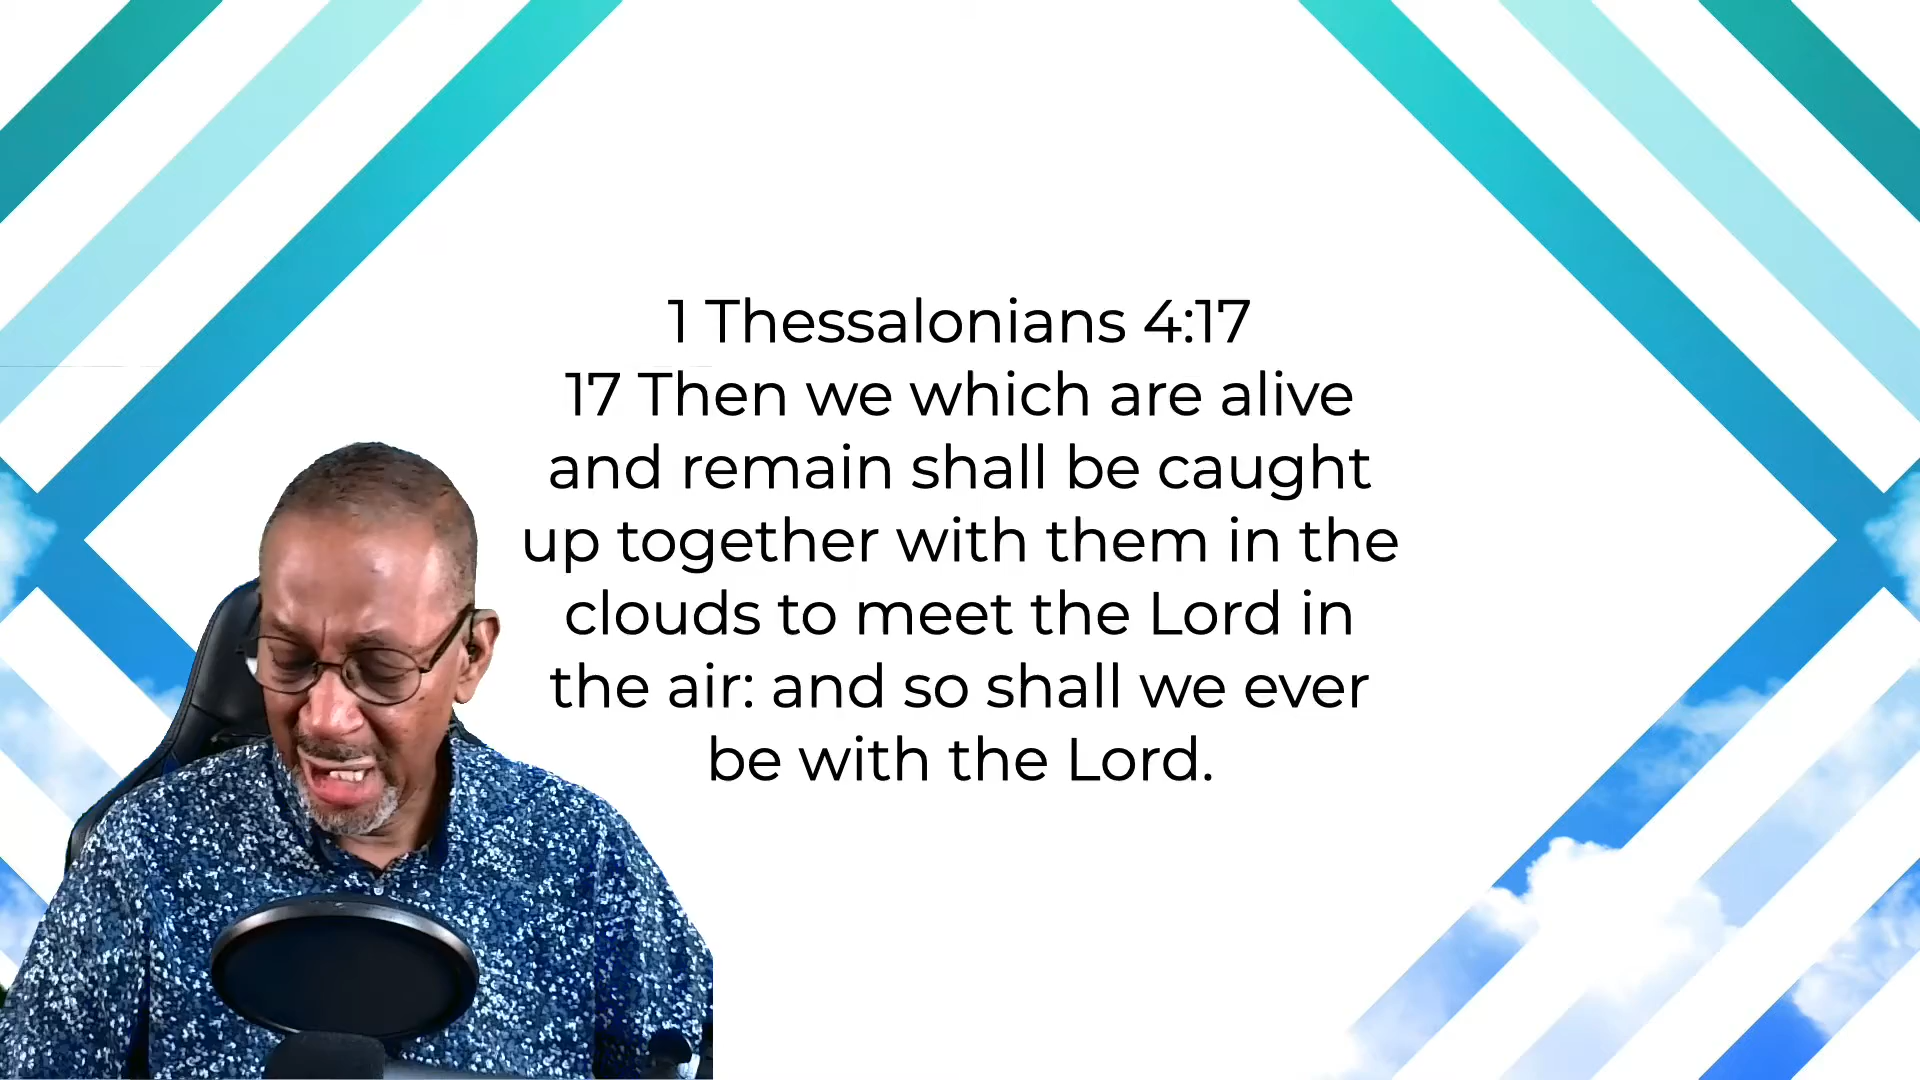 1 Thessalonians 4:17
17 Then we which are alive
and remain shall be caught
up together with them in the
clouds to meet the Lord in
the air: and so shall we ever
be with the Lord.